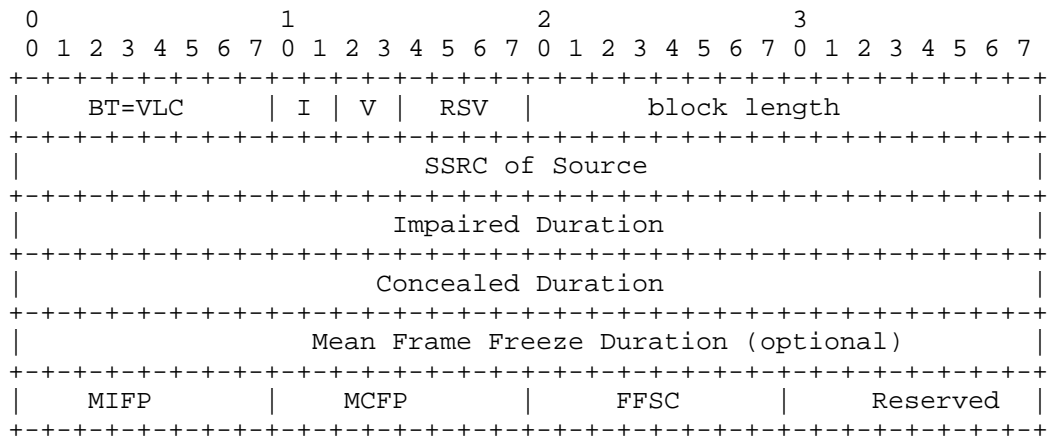 0                   1                   2                   3
0 1 2 3 4 5 6 7 0 1 2 3 4 5 6 7 0 1 2 3 4 5 6 7 0 1 2 3 4 5 6 7
+-+-+-+-+-+-+-+-+-+-+-+-+-+-+-+-+-+-+-+-+-+-+-+-+-+-+-+-+-+-+-+-+
|    BT=VLC     | I | V |  RSV  |       block length            |
+-+-+-+-+-+-+-+-+-+-+-+-+-+-+-+-+-+-+-+-+-+-+-+-+-+-+-+-+-+-+-+-+
|                         SSRC of Source                        |
+-+-+-+-+-+-+-+-+-+-+-+-+-+-+-+-+-+-+-+-+-+-+-+-+-+-+-+-+-+-+-+-+
|                       Impaired Duration                       |
+-+-+-+-+-+-+-+-+-+-+-+-+-+-+-+-+-+-+-+-+-+-+-+-+-+-+-+-+-+-+-+-+
|                      Concealed Duration                       |
+-+-+-+-+-+-+-+-+-+-+-+-+-+-+-+-+-+-+-+-+-+-+-+-+-+-+-+-+-+-+-+-+
|                  Mean Frame Freeze Duration (optional)        |
+-+-+-+-+-+-+-+-+-+-+-+-+-+-+-+-+-+-+-+-+-+-+-+-+-+-+-+-+-+-+-+-+
|    MIFP       |    MCFP       |     FFSC      |     Reserved  |
+-+-+-+-+-+-+-+-+-+-+-+-+-+-+-+-+-+-+-+-+-+-+-+-+-+-+-+-+-+-+-+-+